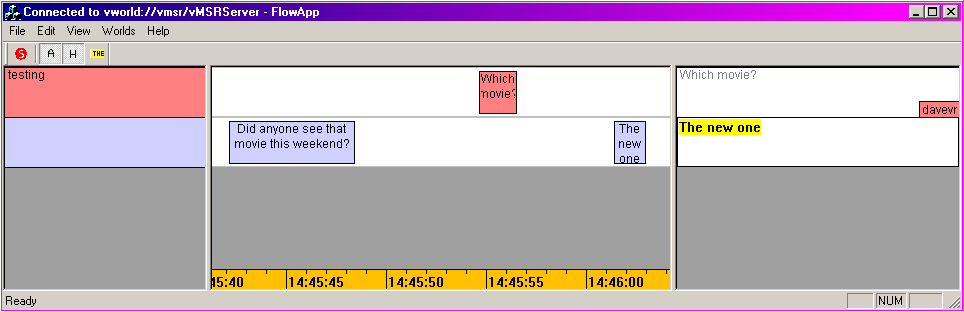 Connected to vworld://vmsr/vMSRServer - FlowApp
File Edit View Worlds Help
S A H THE
testing
Which
movie?
Which movie?
davevr
Did anyone see that
movie this weekend?
The
new
one
The new one
45:40 14:45:45 14:45:50 14:45:55 14:46:00
Ready NUM